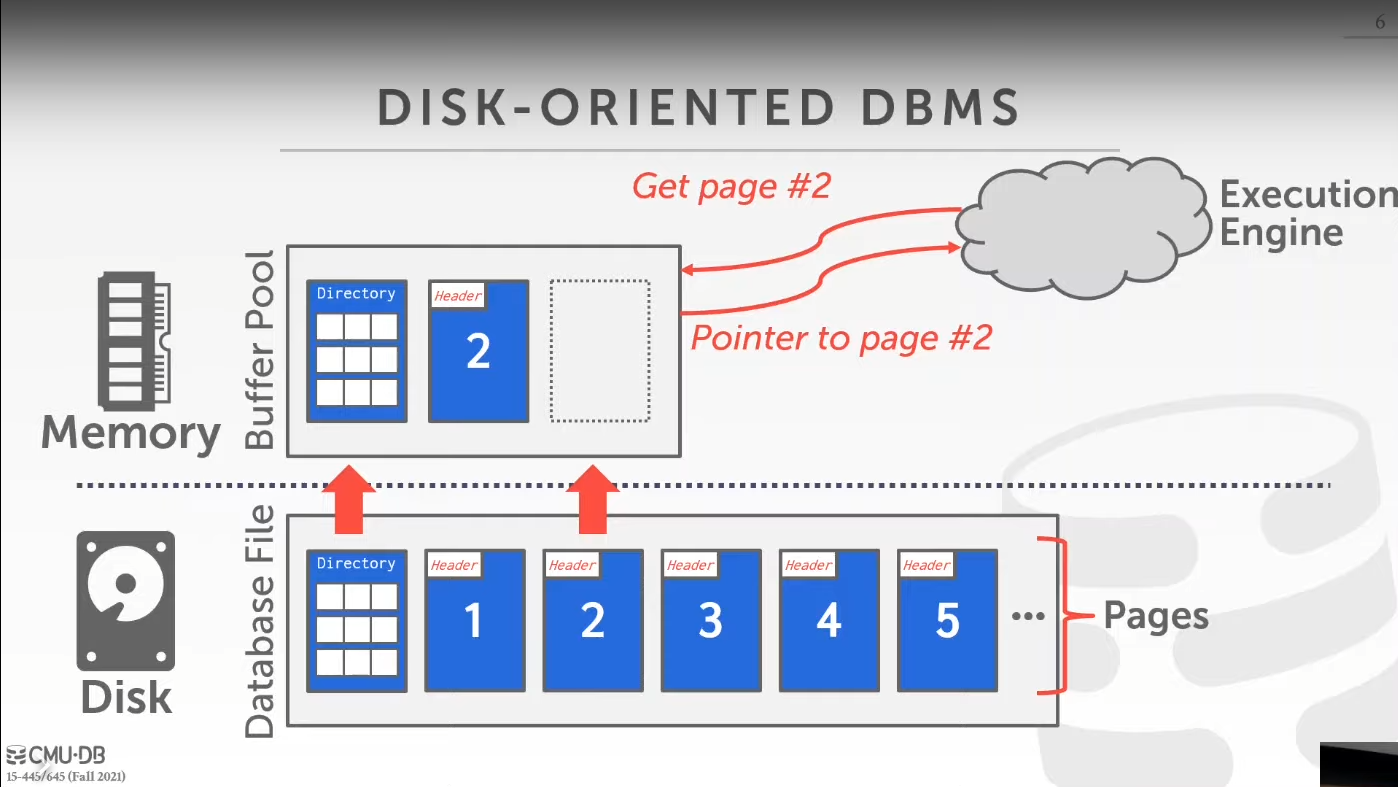 6
DISK-ORIENTED DBMS
Get page #2
Execution
Engine
Pointer to page #2
Memory
Buffer Pool
Directory
Header
2
Disk
Database File
Directory
Header
1
Header
2
Header
3
Header
4
Header
5
...
Pages
CMU·DB
15-445/645 (Fall 2021)